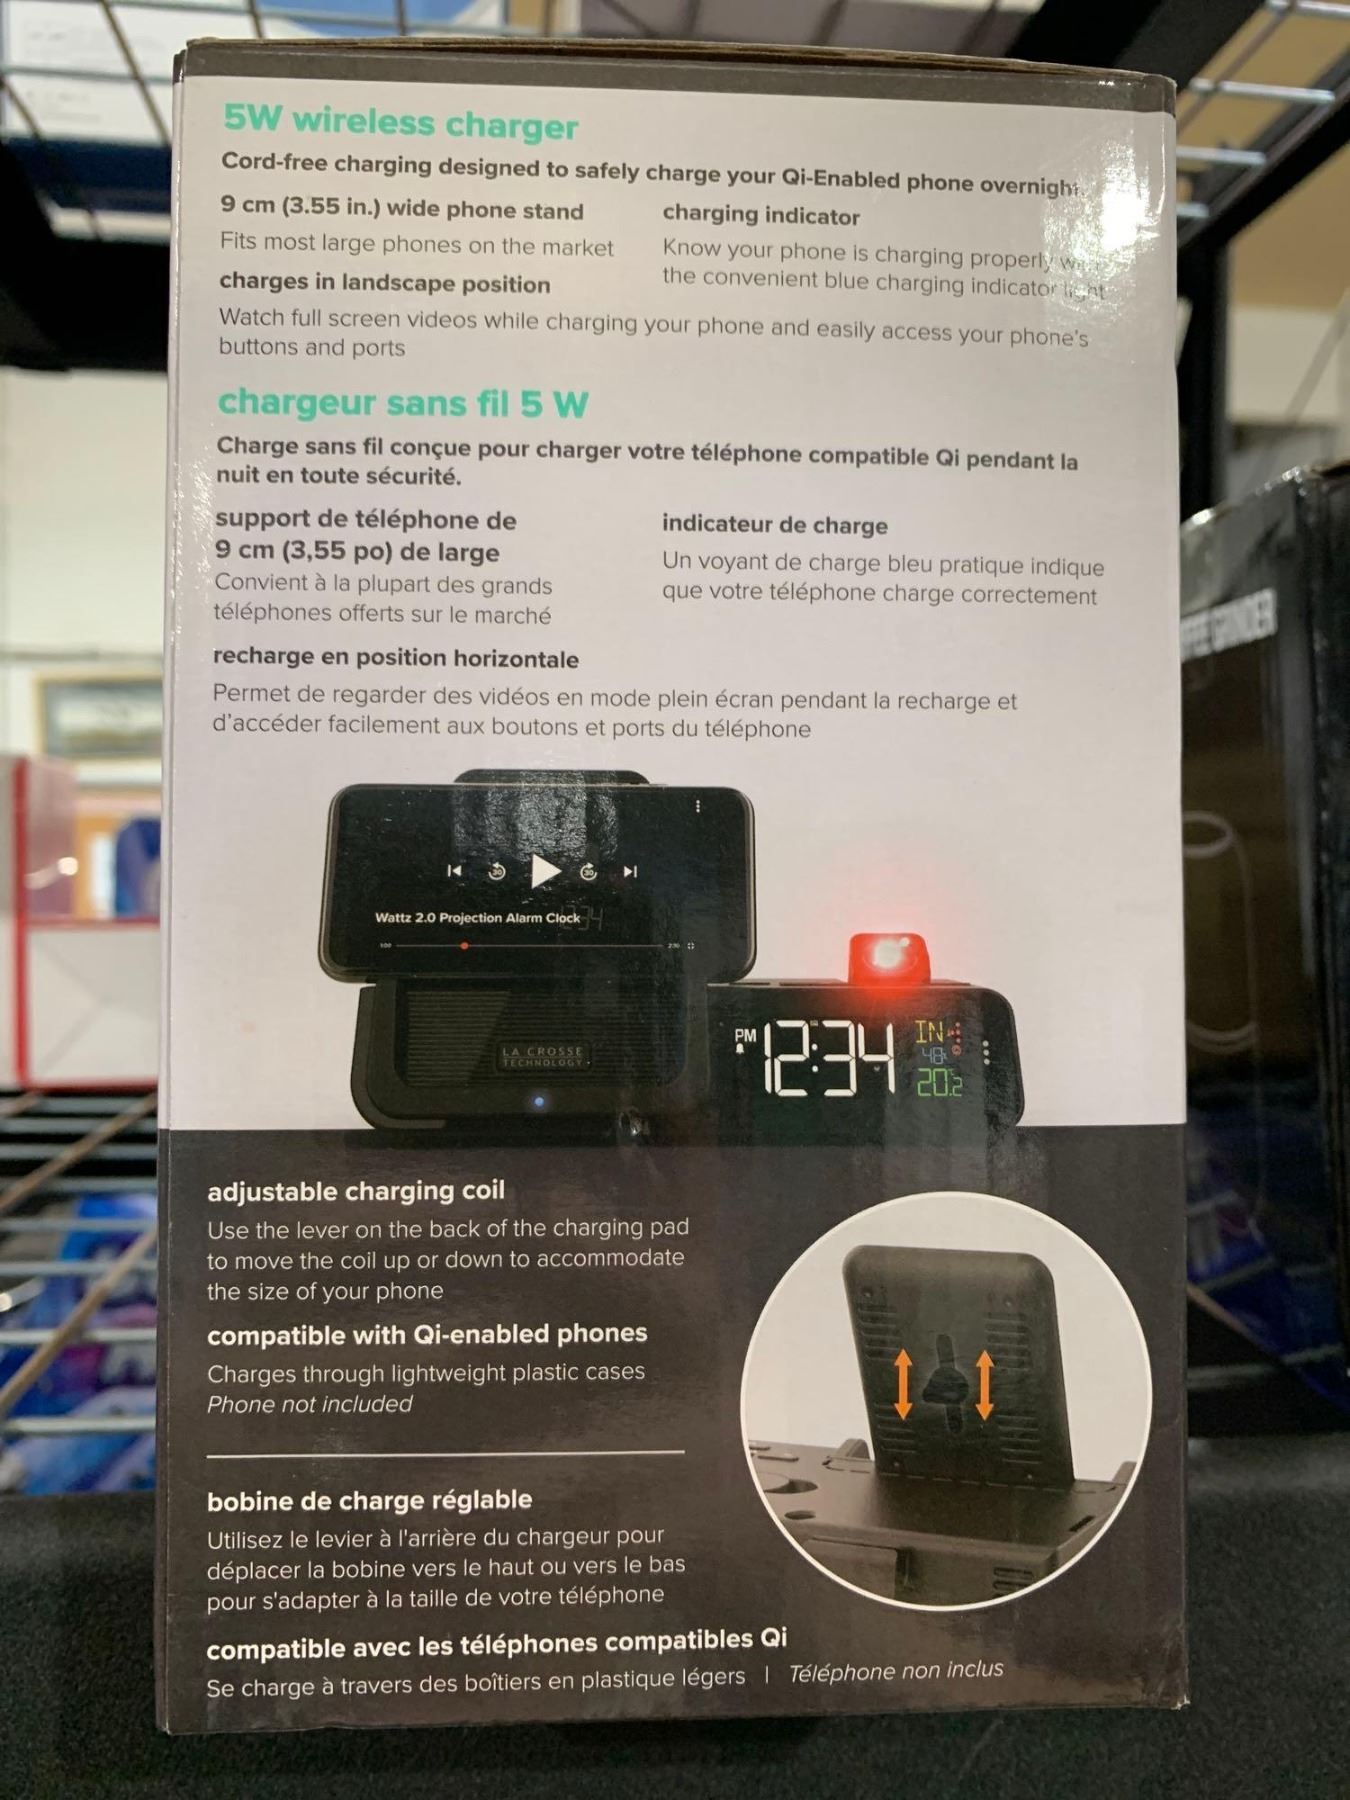 5W wireless charger
Cord-free charging designed to safely charge your Qi-Enabled phone overnight.
9 cm (3.55 in.) wide phone stand
Fits most large phones on the market
charging indicator
Know your phone is charging properly
the convenient blue charging indicator light
charges in landscape position
Watch full screen videos while charging your phone and easily access your phone's
buttons and ports
chargeur sans fil 5 W
Charge sans fil conçue pour charger votre téléphone compatible Qi pendant la
nuit en toute sécurité.
support de téléphone de
9 cm (3,55 po) de large
Convient à la plupart des grands
téléphones offerts sur le marché
indicateur de charge
Un voyant de charge bleu pratique indique
que votre téléphone charge correctement
recharge en position horizontale
Permet de regarder des vidéos en mode plein écran pendant la recharge et
d'accéder facilement aux boutons et ports du téléphone
30 30
Wattz 2.0 Projection Alarm Clock
LA CROSSE
TECHNOLOGY
PM 12:34
IN
48%
20.2
adjustable charging coil
Use the lever on the back of the charging pad
to move the coil up or down to accommodate
the size of your phone
compatible with Qi-enabled phones
Charges through lightweight plastic cases
Phone not included
bobine de charge réglable
Utilisez le levier à l'arrière du chargeur pour
déplacer la bobine vers le haut ou vers le bas
pour s'adapter à la taille de votre téléphone
compatible avec les téléphones compatibles Qi
Se charge à travers des boîtiers en plastique légers | Téléphone non inclus
GRINDER